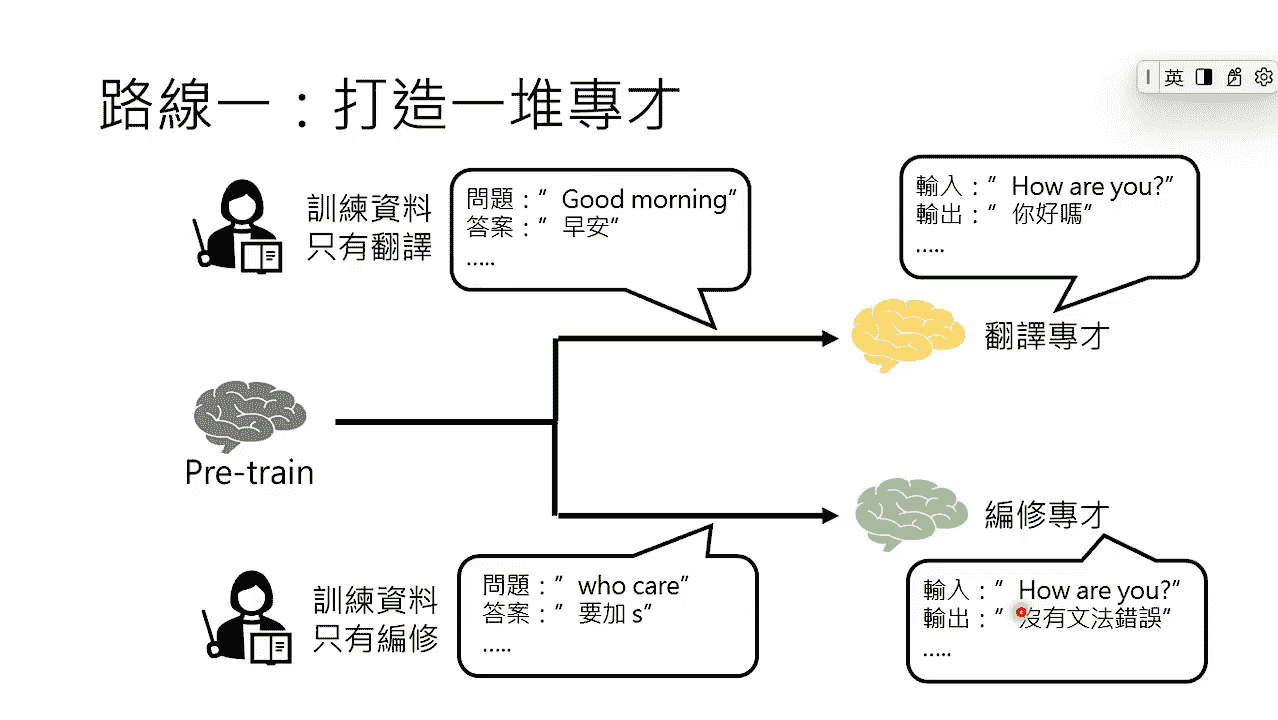 英
路線一：打造一堆專才
訓練資料
只有翻譯
問題：” Good morning”
答案：” 早安”
.....
輸入：” How are you?”
輸出：” 你好嗎”
.....
翻譯專才
Pre-train
編修專才
訓練資料
只有編修
問題：” who care”
答案：” 要加 s”
.....
輸入：” How are you?”
輸出：” 沒有文法錯誤”
.....